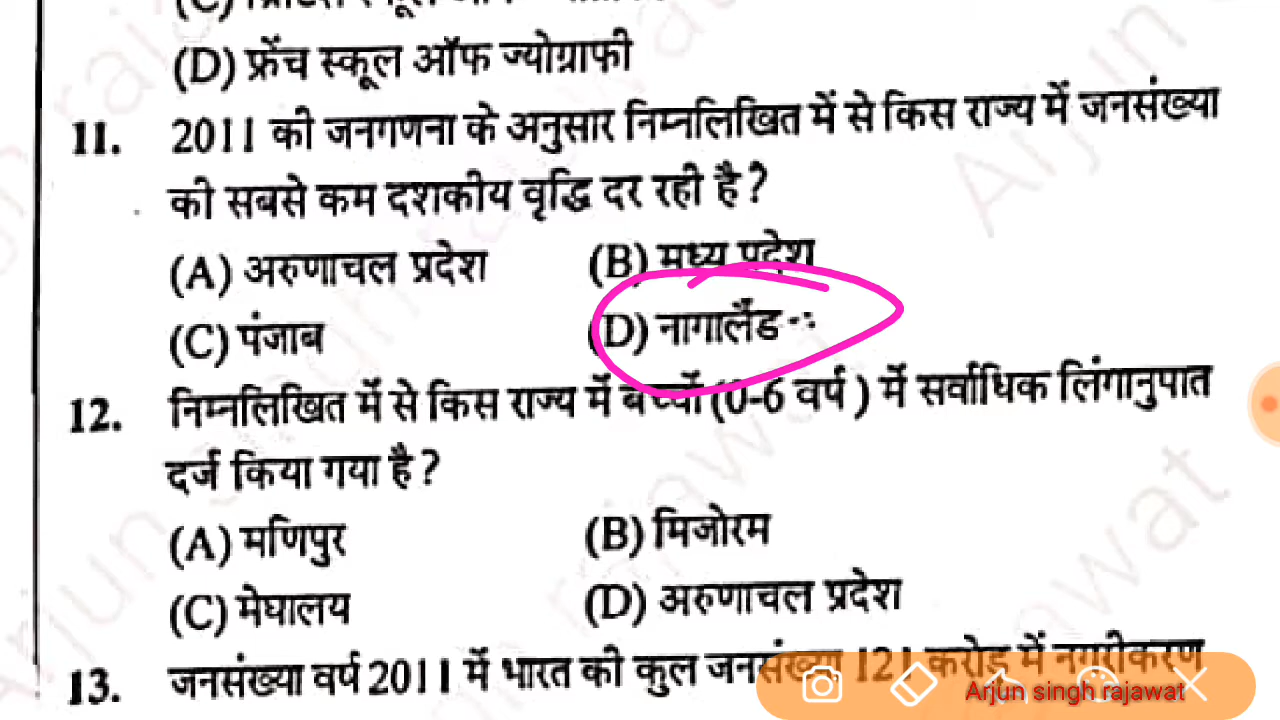 (D) फ्रेंच स्कूल ऑफ ज्योग्राफी
11. 2011 की जनगणना के अनुसार निम्नलिखित में से किस राज्य में जनसंख्या
की सबसे कम दशकीय वृद्धि दर रही है?
(A) अरुणाचल प्रदेश (B) मध्य प्रदेश
(C) पंजाब (D) नागालैंड
12. निम्नलिखित में से किस राज्य में बच्चों (0-6 वर्ष) में सर्वाधिक लिंगानुपात
दर्ज किया गया है?
(A) मणिपुर (B) मिजोरम
(C) मेघालय (D) अरुणाचल प्रदेश
13. जनसंख्या वर्ष 2011 में भारत की कुल जनसंख्या 121 करोड़ में नगरीकरण
Arjun singh rajawat